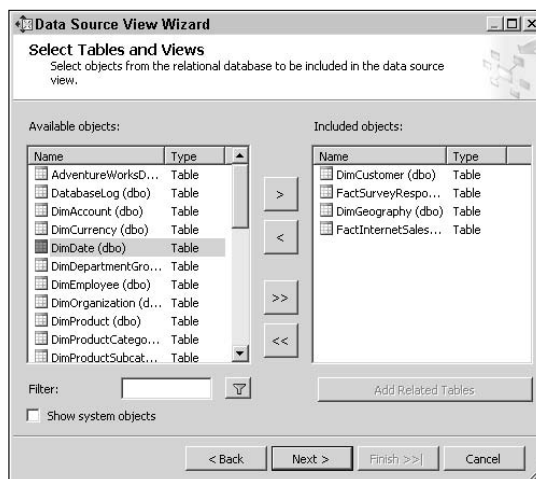 Data Source View Wizard
Select Tables and Views
Select objects from the relational database to be included in the data source
view.
Available objects:
Name Type
AdventureWorksD... Table
DatabaseLog (dbo) Table
DimAccount (dbo) Table
DimCurrency (dbo) Table
DimDate (dbo) Table
DimDepartmentGro... Table
DimEmployee (dbo) Table
DimOrganization (d... Table
DimProduct (dbo) Table
DimProductCatego... Table
DimProductSubcat... Table
>
<
>>
<<
Included objects:
Name Type
DimCustomer (dbo) Table
FactSurveyRespo... Table
DimGeography (dbo) Table
FactInternetSales... Table
Filter:
Add Related Tables
Show system objects
< Back Next > Finish >>| Cancel